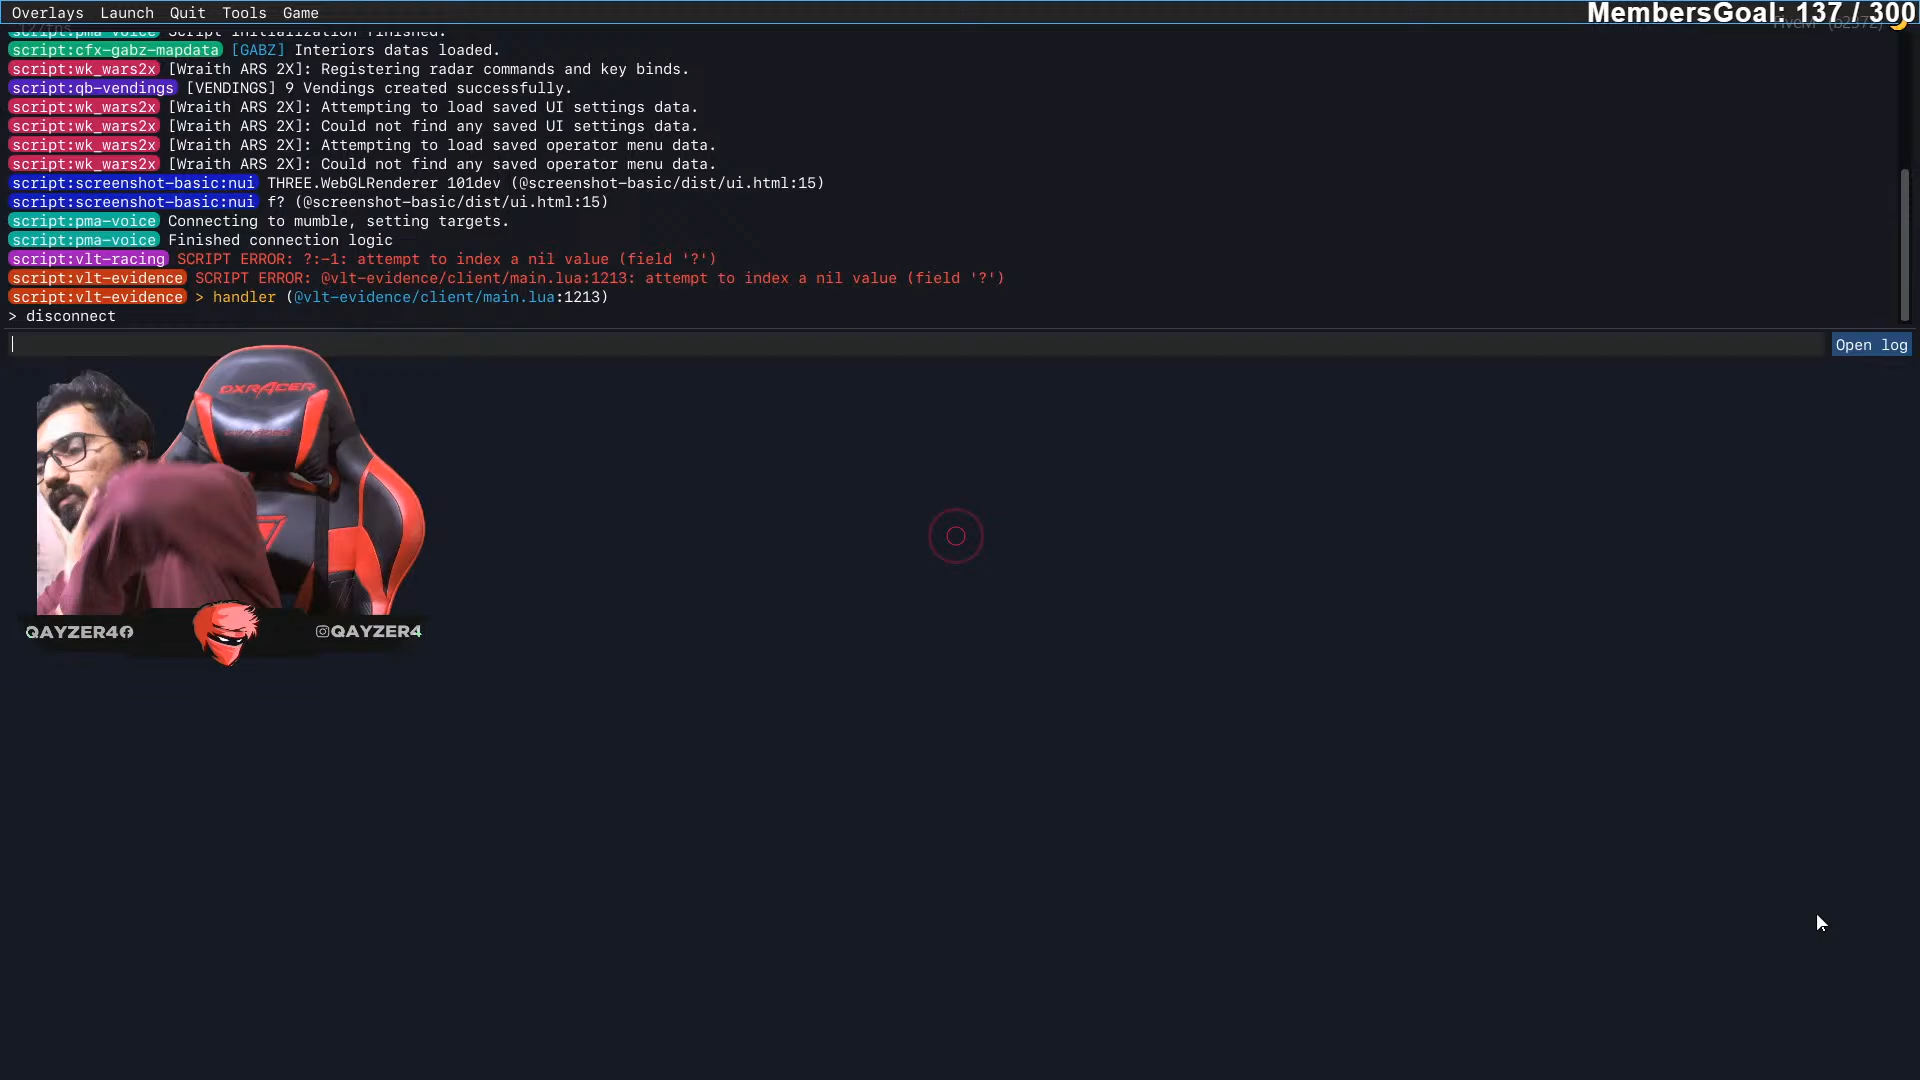 Overlays Launch Quit Tools Game
MembersGoal: 137 / 300
script:pma-voice Script initialization finished.
script:cfx-gabz-mapdata [GABZ] Interiors datas loaded.
script:wk_wars2x [Wraith ARS 2X]: Registering radar commands and key binds.
script:qb-vendings [VENDINGS] 9 Vendings created successfully.
script:wk_wars2x [Wraith ARS 2X]: Attempting to load saved UI settings data.
script:wk_wars2x [Wraith ARS 2X]: Could not find any saved UI settings data.
script:wk_wars2x [Wraith ARS 2X]: Attempting to load saved operator menu data.
script:wk_wars2x [Wraith ARS 2X]: Could not find any saved operator menu data.
script:screenshot-basic:nui THREE.WebGLRenderer 101dev (@screenshot-basic/dist/ui.html:15)
script:screenshot-basic:nui f? (@screenshot-basic/dist/ui.html:15)
script:pma-voice Connecting to mumble, setting targets.
script:pma-voice Finished connection logic
script:vlt-racing SCRIPT ERROR: ?:-1: attempt to index a nil value (field '?')
script:vlt-evidence SCRIPT ERROR: @vlt-evidence/client/main.lua:1213: attempt to index a nil value (field '?')
script:vlt-evidence > handler (@vlt-evidence/client/main.lua:1213)
> disconnect
Open log
DXRACER
QAYZER4
QAYZER4